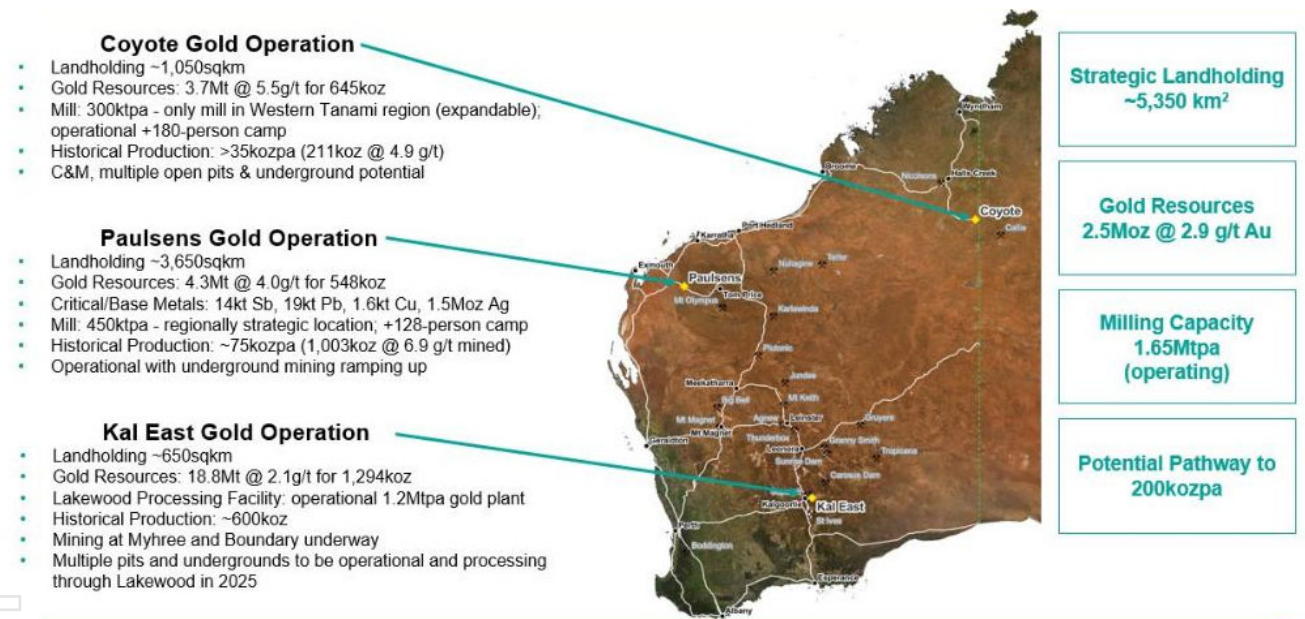 Coyote Gold Operation
• Landholding ~1,050sqkm
• Gold Resources: 3.7Mt @ 5.5g/t for 645koz
• Mill: 300ktpa - only mill in Western Tanami region (expandable);
operational +180-person camp
• Historical Production: >35kozpa (211koz @ 4.9 g/t)
• C&M, multiple open pits & underground potential
Paulsens Gold Operation
• Landholding ~3,650sqkm
• Gold Resources: 4.3Mt @ 4.0g/t for 548koz
• Critical/Base Metals: 14kt Sb, 19kt Pb, 1.6kt Cu, 1.5Moz Ag
• Mill: 450ktpa - regionally strategic location; +128-person camp
• Historical Production: ~75kozpa (1,003koz @ 6.9 g/t mined)
• Operational with underground mining ramping up
Kal East Gold Operation
• Landholding ~650sqkm
• Gold Resources: 18.8Mt @ 2.1g/t for 1,294koz
• Lakewood Processing Facility: operational 1.2Mtpa gold plant
• Historical Production: ~600koz
• Mining at Myhree and Boundary underway
• Multiple pits and undergrounds to be operational and processing
through Lakewood in 2025
Wyndham
Broome
Halls Creek
Nicolsons
Coyote
Callie
Port Hedland
Karratha
Exmouth
Paulsens
Nullagine
Telfer
Mt Olympus
Tom Price
Karlawinda
Plutonic
Meekatharra
Jundee
Big Bell
Mt Keith
Mt Magnet
Mt Magnet
Agnew
Leinster
Gruyere
Thunderbox
Geraldton
Leonora
Granny Smith
Sunrise Dam
Tropicana
Carosue Dam
Kalgoorlie
Kal East
St Ives
Perth
Boddington
Esperance
Albany
Strategic Landholding
~5,350 km²
Gold Resources
2.5Moz @ 2.9 g/t Au
Milling Capacity
1.65Mtpa
(operating)
Potential Pathway to
200kozpa